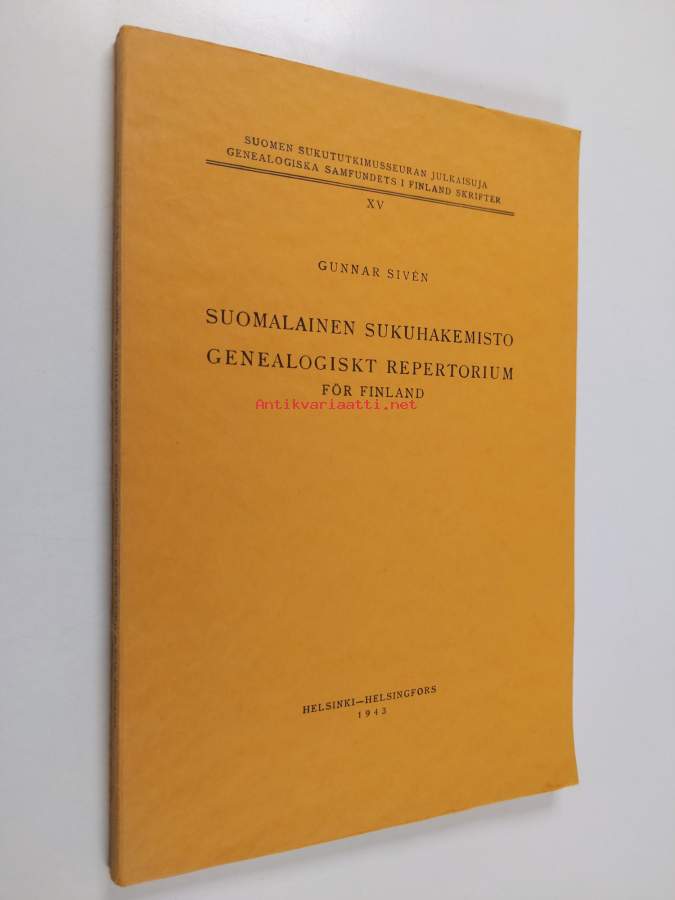 SUOMEN SUKUTUTKIMUSSEURAN JULKAISUJA
GENEALOGISKA SAMFUNDETS I FINLAND SKRIFTER
XV
GUNNAR SIVÉN
SUOMALAINEN SUKUHAKEMISTO
GENEALOGISKT REPERTORIUM
FÖR FINLAND
Antikvariaatti.net
HELSINKI—HELSINGFORS
1943